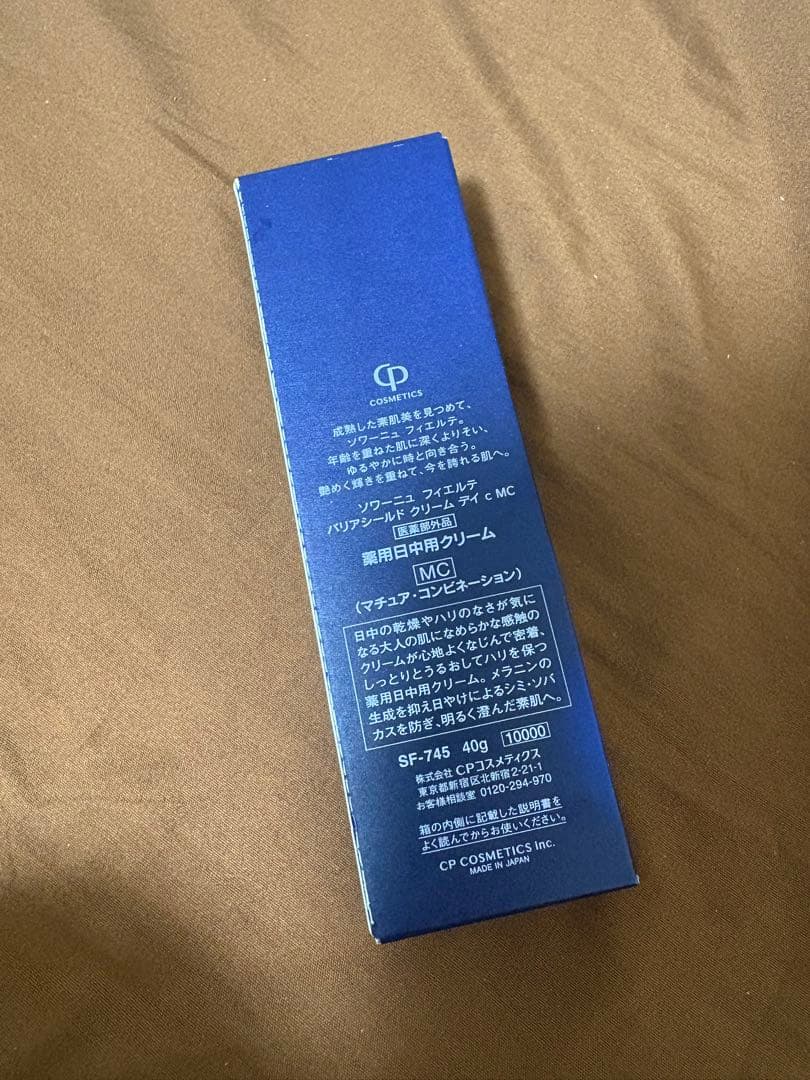 CP
COSMETICS
成熟した素肌美を見つめて、
ソワーニュ フィエルテ。
年齢を重ねた肌に深くよりそい、
ゆるやかに時と向き合う。
艶めく輝きを重ねて、今を誇れる肌へ。
ソワーニュ フィエルテ
バリアシールド クリーム デイ c MC
医薬部外品
薬用日中用クリーム
MC
（マチュア・コンビネーション）
日中の乾燥やハリのなさが気に
なる大人の肌になめらかな感触の
クリームが心地よくなじんで密着、
しっとりとうるおしてハリを保つ
薬用日中用クリーム。メラニンの
生成を抑え日やけによるシミ・ソバ
カスを防ぎ、明るく澄んだ素肌へ。
SF-745 40g 10000
株式会社 CPコスメティクス
東京都新宿区北新宿2-21-1
お客様相談室 0120-294-970
箱の内側に記載した説明書を
よく読んでからお使いください。
CP COSMETICS Inc.
MADE IN JAPAN